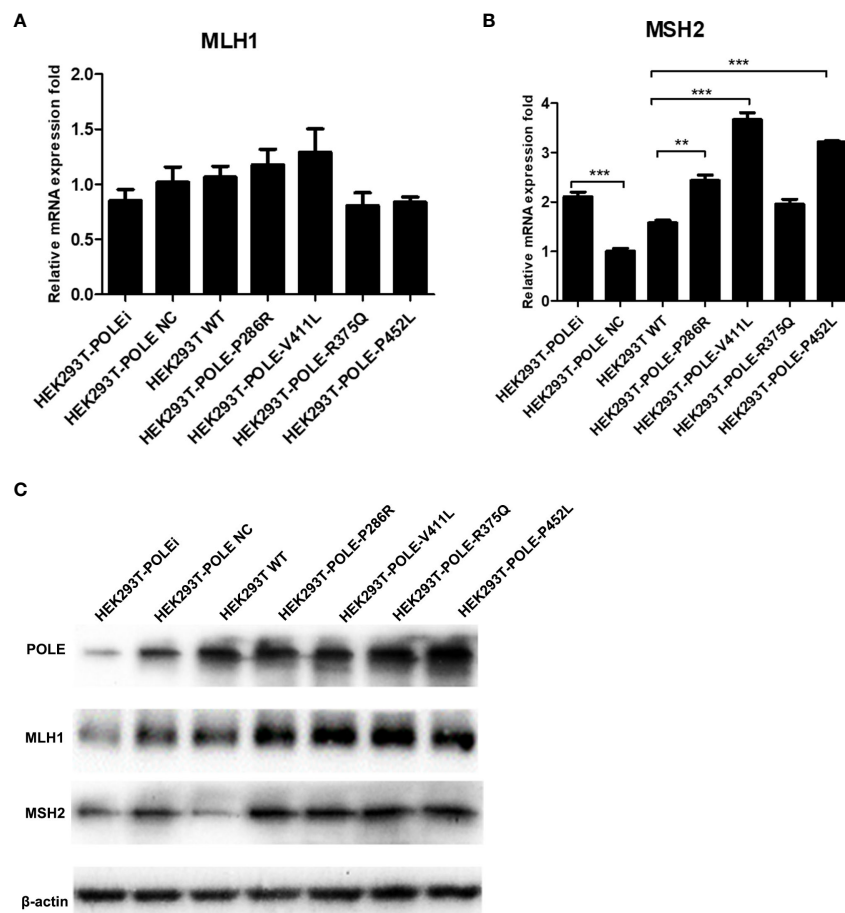 A
MLH1
Relative mRNA expression fold
2.0
1.5
1.0
0.5
0.0
HEK293T-POLEi
HEK293T-POLE NC
HEK293T WT
HEK293T-POLE-P286R
HEK293T-POLE-V411L
HEK293T-POLE-R375Q
HEK293T-POLE-P452L
B
MSH2
Relative mRNA expression fold
4
3
2
1
0
***
***
**
***
HEK293T-POLEi
HEK293T-POLE NC
HEK293T WT
HEK293T-POLE-P286R
HEK293T-POLE-V411L
HEK293T-POLE-R375Q
HEK293T-POLE-P452L
C
HEK293T-POLEi
HEK293T-POLE NC
HEK293T WT
HEK293T-POLE-P286R
HEK293T-POLE-V411L
HEK293T-POLE-R375Q
HEK293T-POLE-P452L
POLE
MLH1
MSH2
β-actin